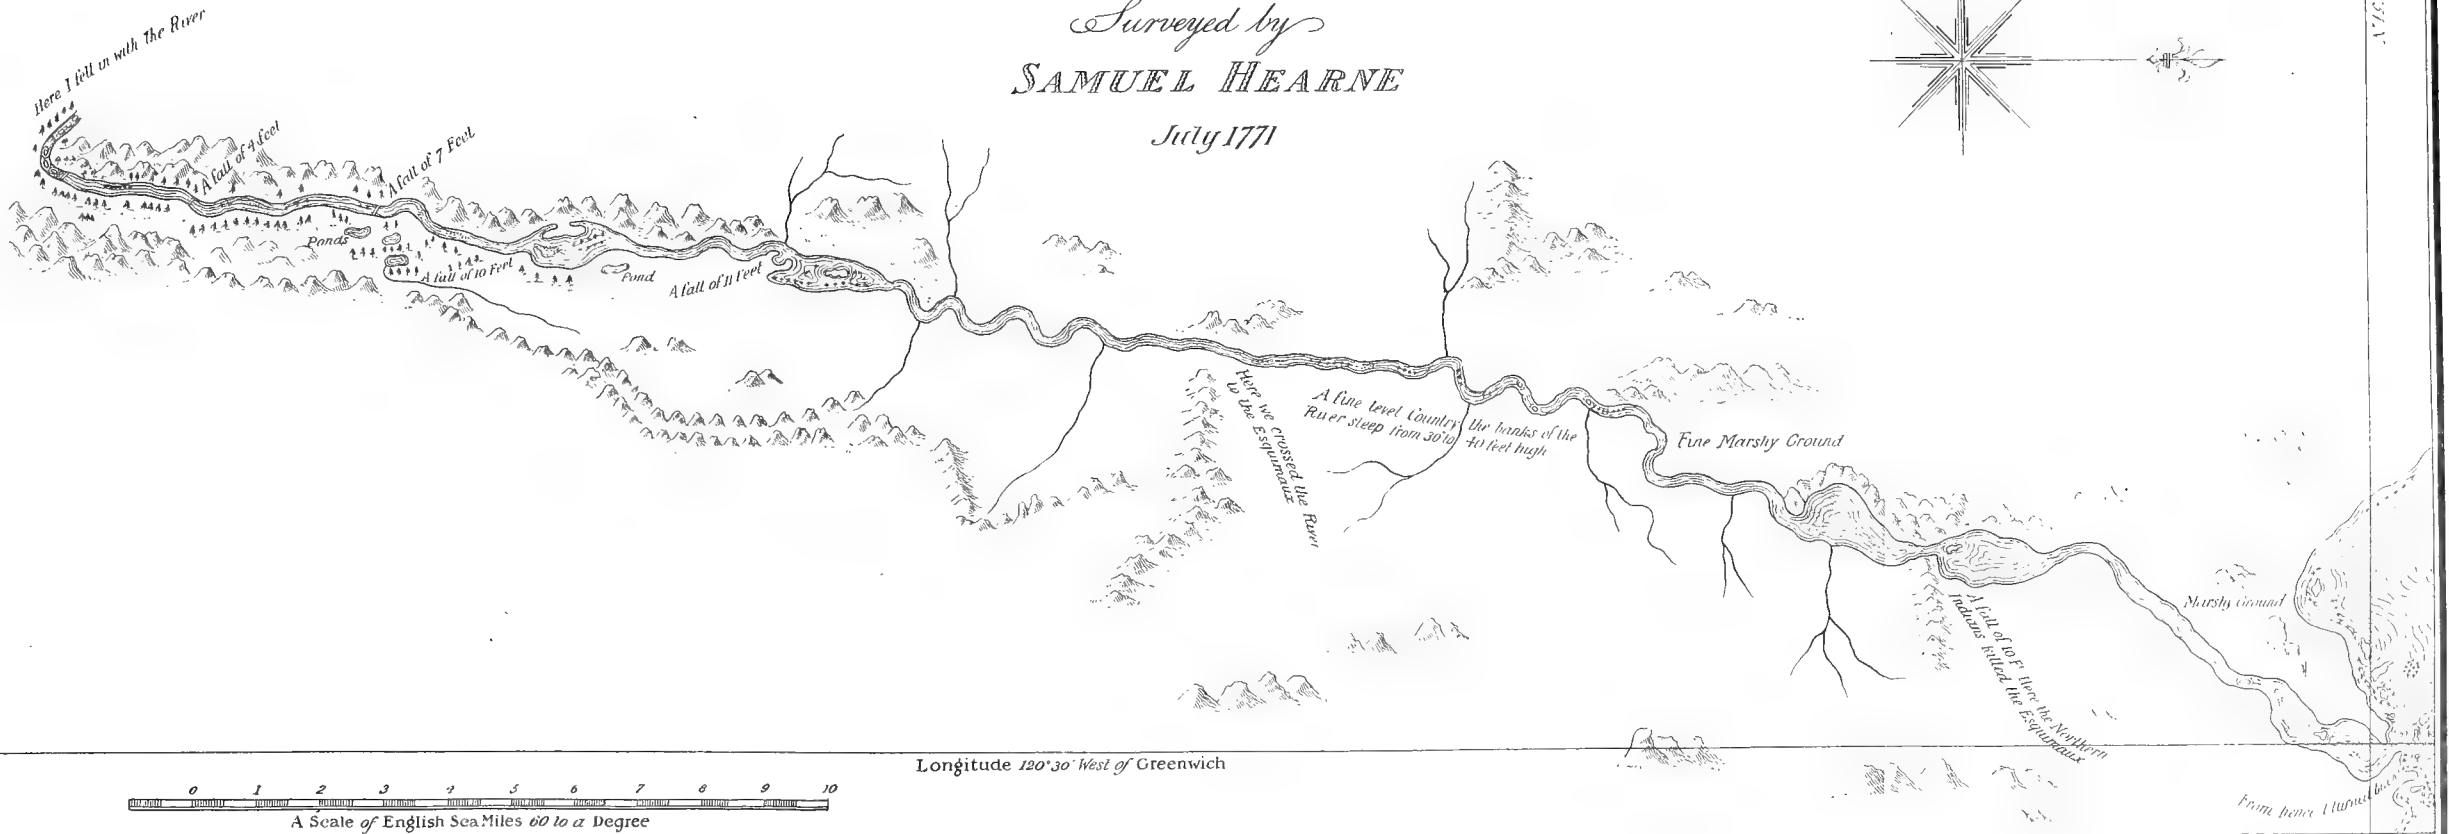 Surveyed by
SAMUEL HEARNE
July 1771
Here I fell in with the River
A fall of 4 feet
A fall of 7 Feet
Ponds
A fall of 10 Feet
Pond
A fall of 11 Feet
Here we crossed the River
to the Esquimaux
A fine level Country the banks of the
River steep from 30 to 40 feet high
Fine Marshy Ground
A fall of 10 Ft Here the Northern
Indians killed the Esquimaux
Marshy Ground
From hence I turned
Longitude 120°30' West of Greenwich
0 1 2 3 4 5 6 7 8 9 10
A Scale of English Sea Miles 60 to a Degree